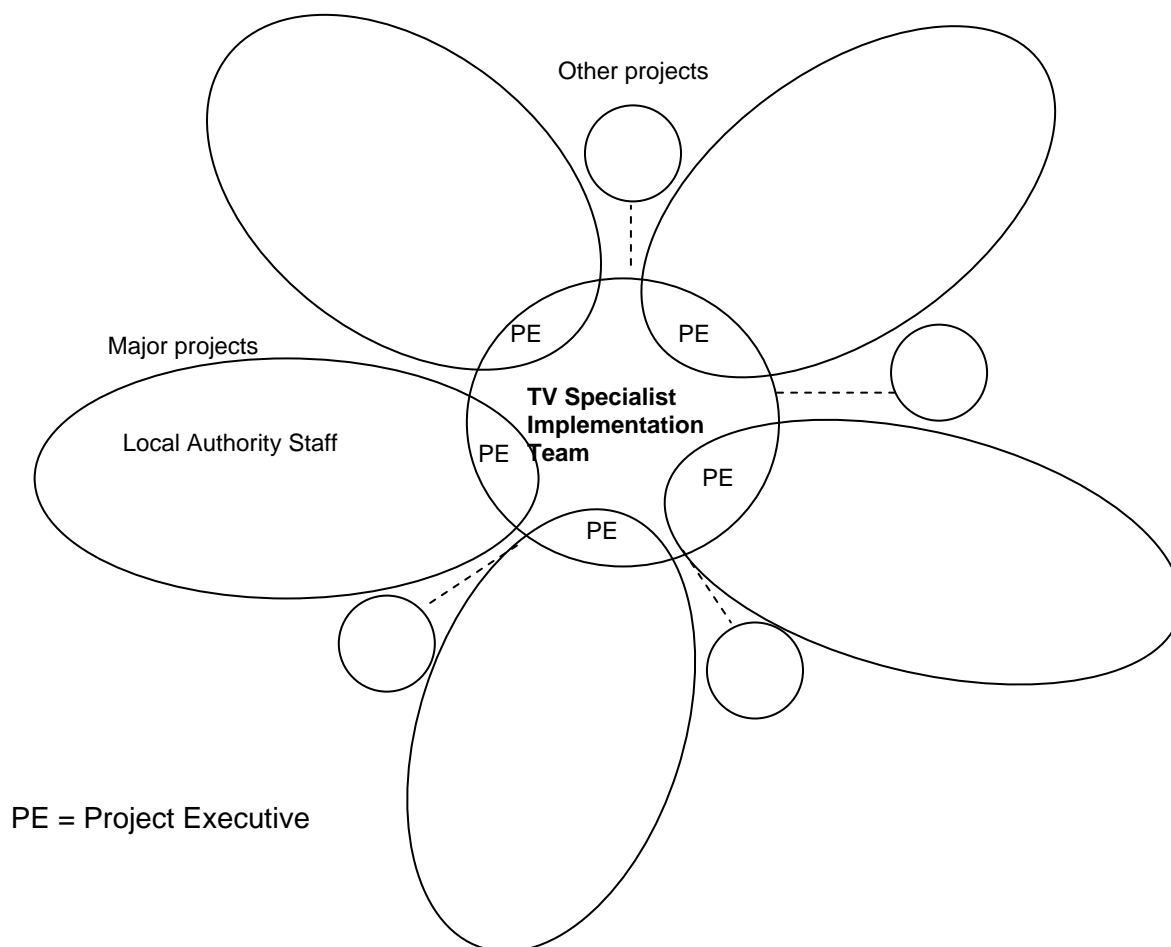 Other projects
PE
PE
Major projects
TV Specialist
Implementation
Team
Local Authority Staff
PE
PE
PE
PE = Project Executive